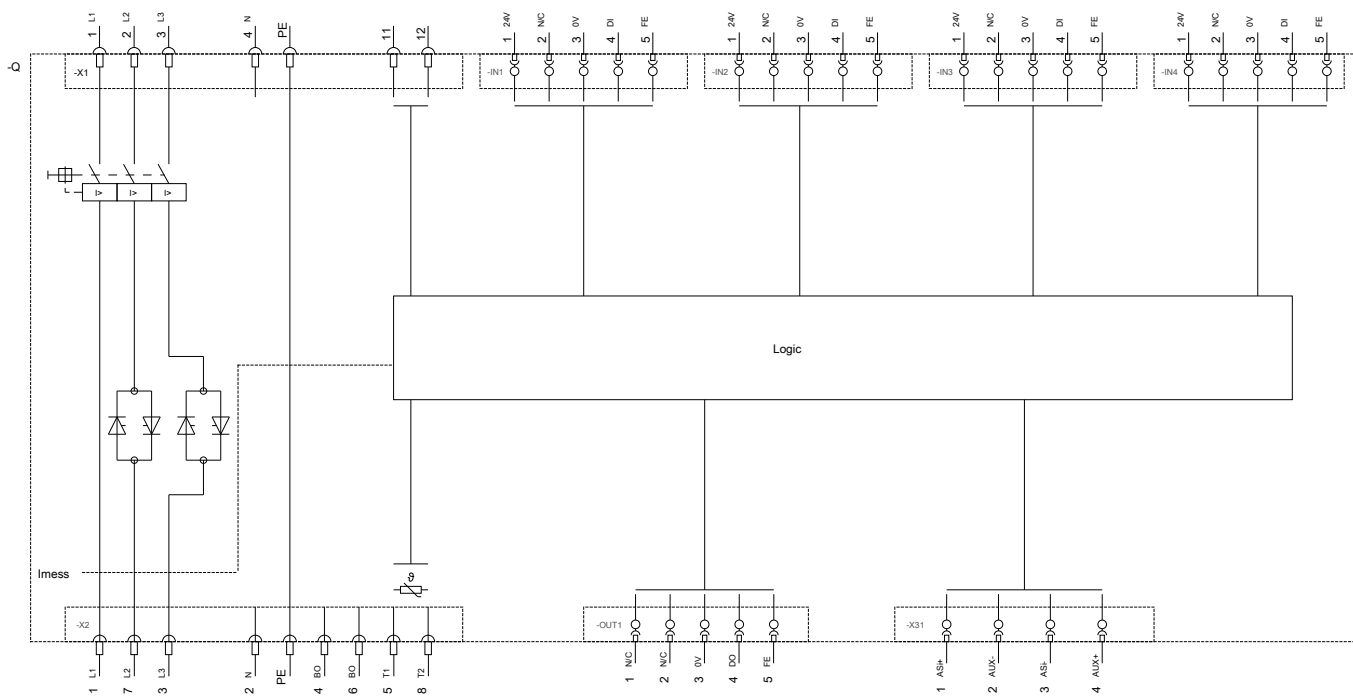 -Q
1 L1
2 L2
3 L3
4 N
PE
11
12
-X1
1 24V
2 N/C
3 0V
4 DI
5 FE
-IN1
1 24V
2 N/C
3 0V
4 DI
5 FE
-IN2
1 24V
2 N/C
3 0V
4 DI
5 FE
-IN3
1 24V
2 N/C
3 0V
4 DI
5 FE
-IN4
I> I> I>
Logic
Imess
ϑ
-X2
1 L1
7 L2
3 L3
2 N
PE
4 BO
6 BO
5 T1
8 T2
-OUT1
1 N/C
2 N/C
3 0V
4 DO
5 FE
-X31
1 ASI+
2 AUX-
3 ASI-
4 AUX+